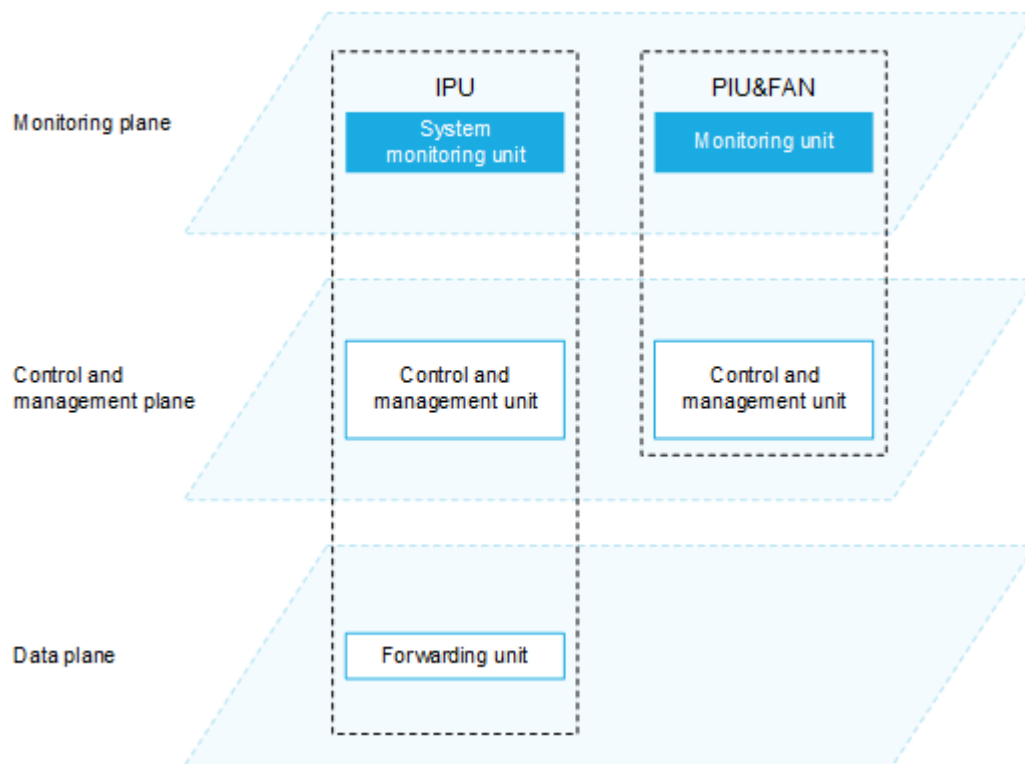 IPU
PIU&FAN
Monitoring plane
System
monitoring unit
Monitoring unit
Control and
management plane
Control and
management unit
Control and
management unit
Data plane
Forwarding unit